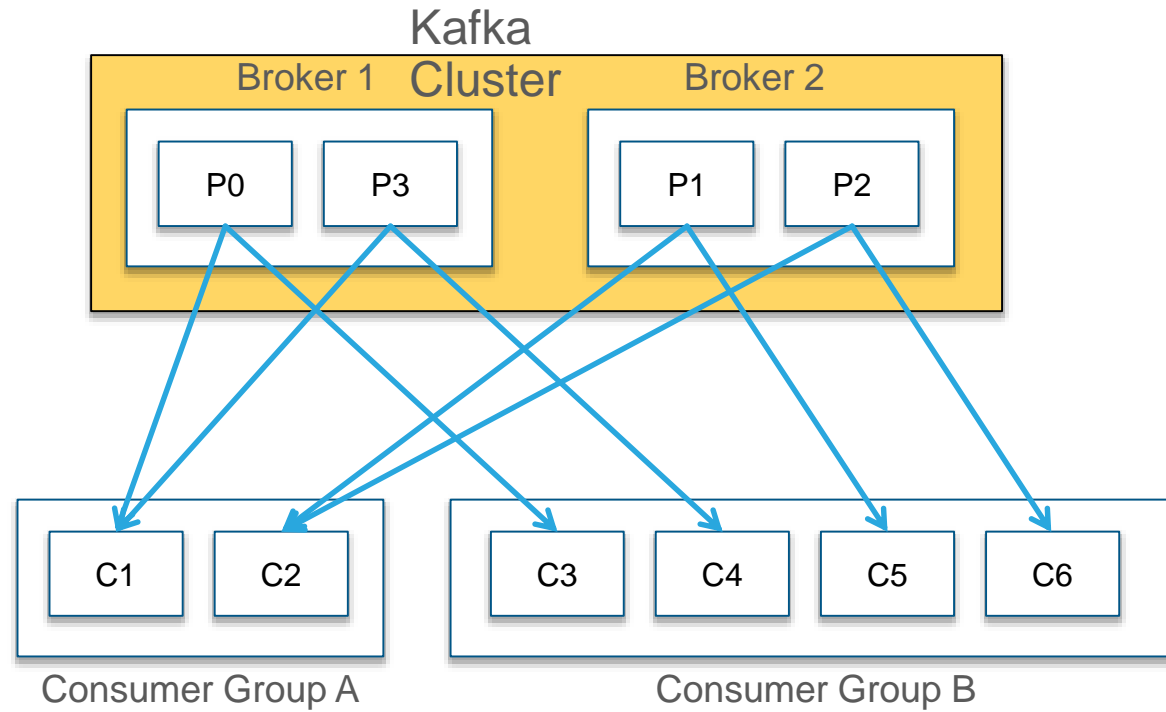 Kafka
Cluster
Broker 1
Broker 2
P0
P3
P1
P2
C1
C2
C3
C4
C5
C6
Consumer Group A
Consumer Group B